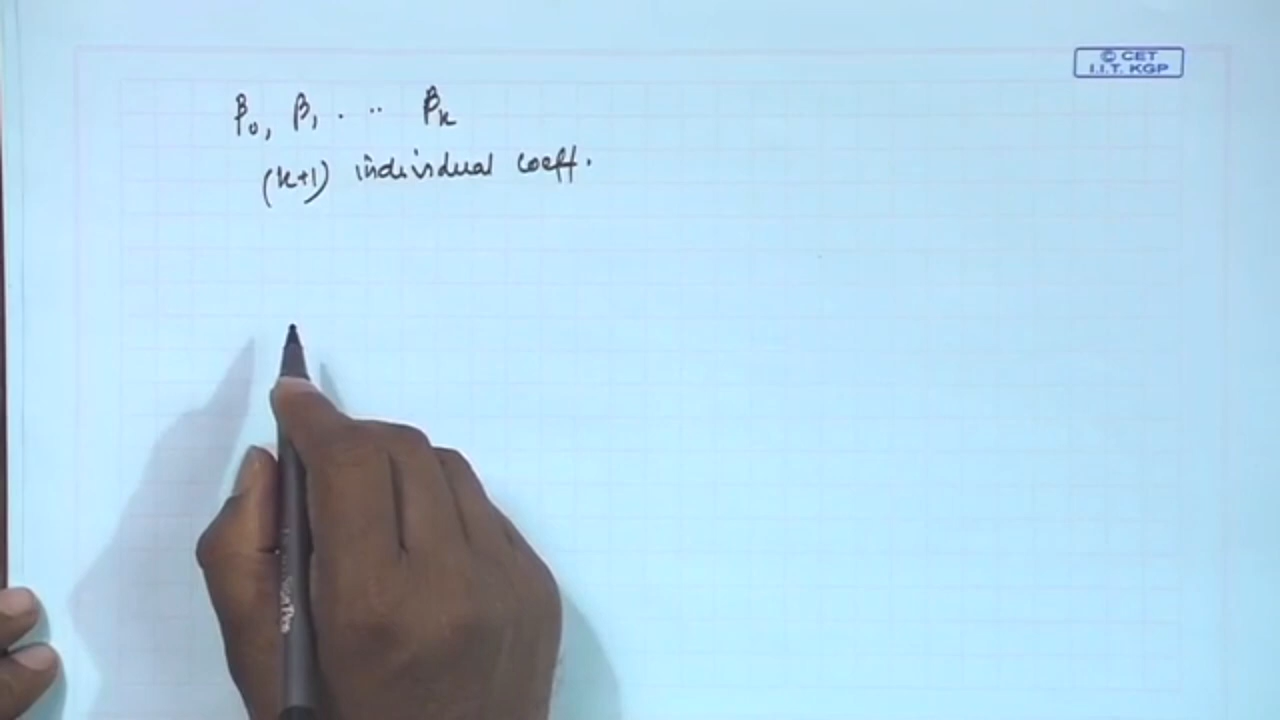 β₀, β₁ . .. βₖ
(k+1) individual coeff.
© CET
I.I.T. KGP